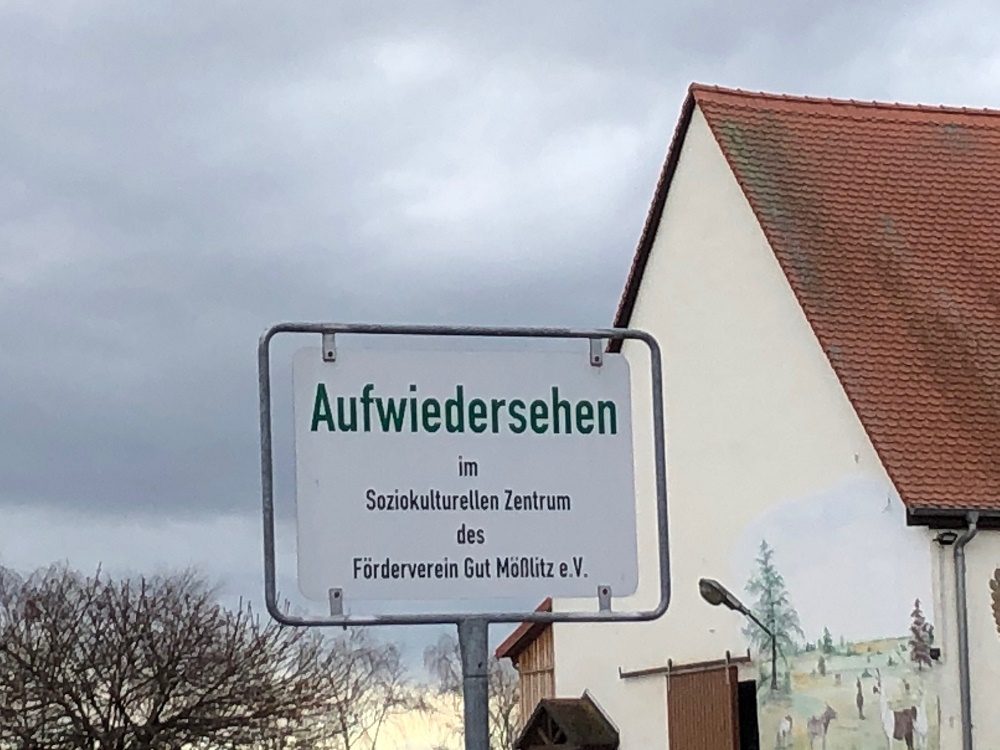 Aufwiedersehen
im
Soziokulturellen Zentrum
des
Förderverein Gut Mößlitz e.V.